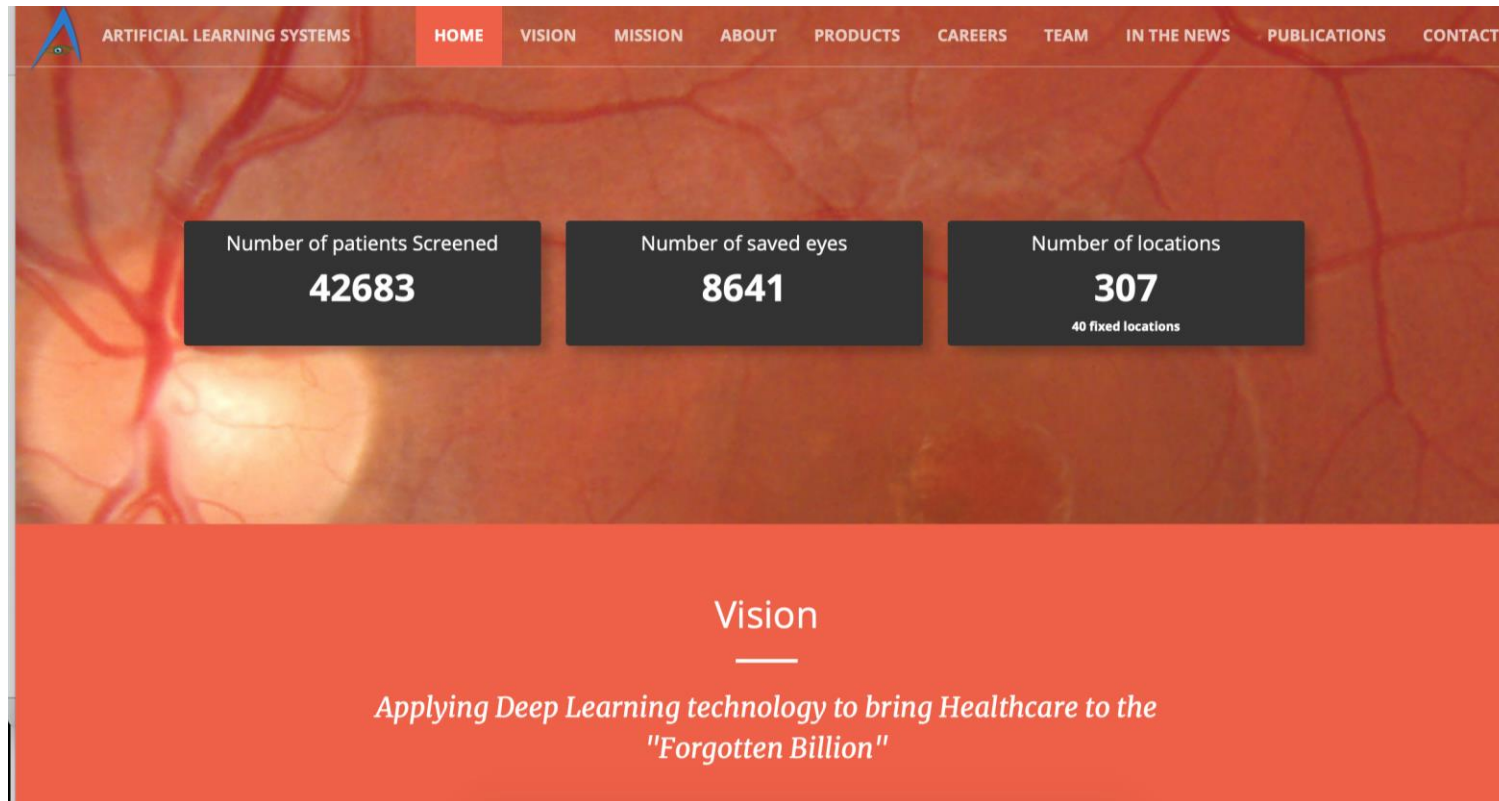 ARTIFICIAL LEARNING SYSTEMS HOME VISION MISSION ABOUT PRODUCTS CAREERS TEAM IN THE NEWS PUBLICATIONS CONTACT
Number of patients Screened
42683
Number of saved eyes
8641
Number of locations
307
40 fixed locations
Vision
Applying Deep Learning technology to bring Healthcare to the
"Forgotten Billion"